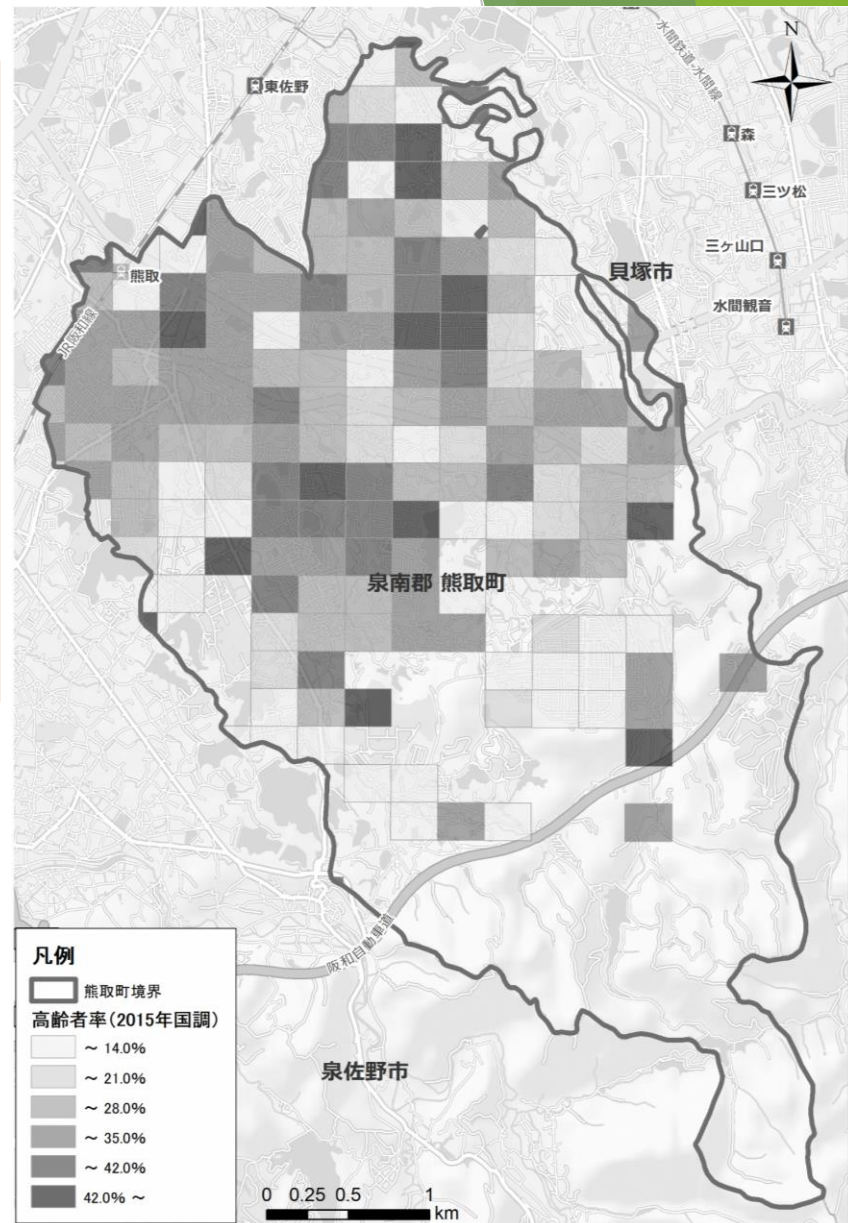 N
水間鉄道-水間線
東佐野
森
三ツ松
三ヶ山口
貝塚市
熊取
水間観音
JR阪和線
泉南郡 熊取町
阪和自動車道
泉佐野市
凡例
熊取町境界
高齢者率(2015年国調)
～ 14.0%
～ 21.0%
～ 28.0%
～ 35.0%
～ 42.0%
42.0% ～
0 0.25 0.5 1
km